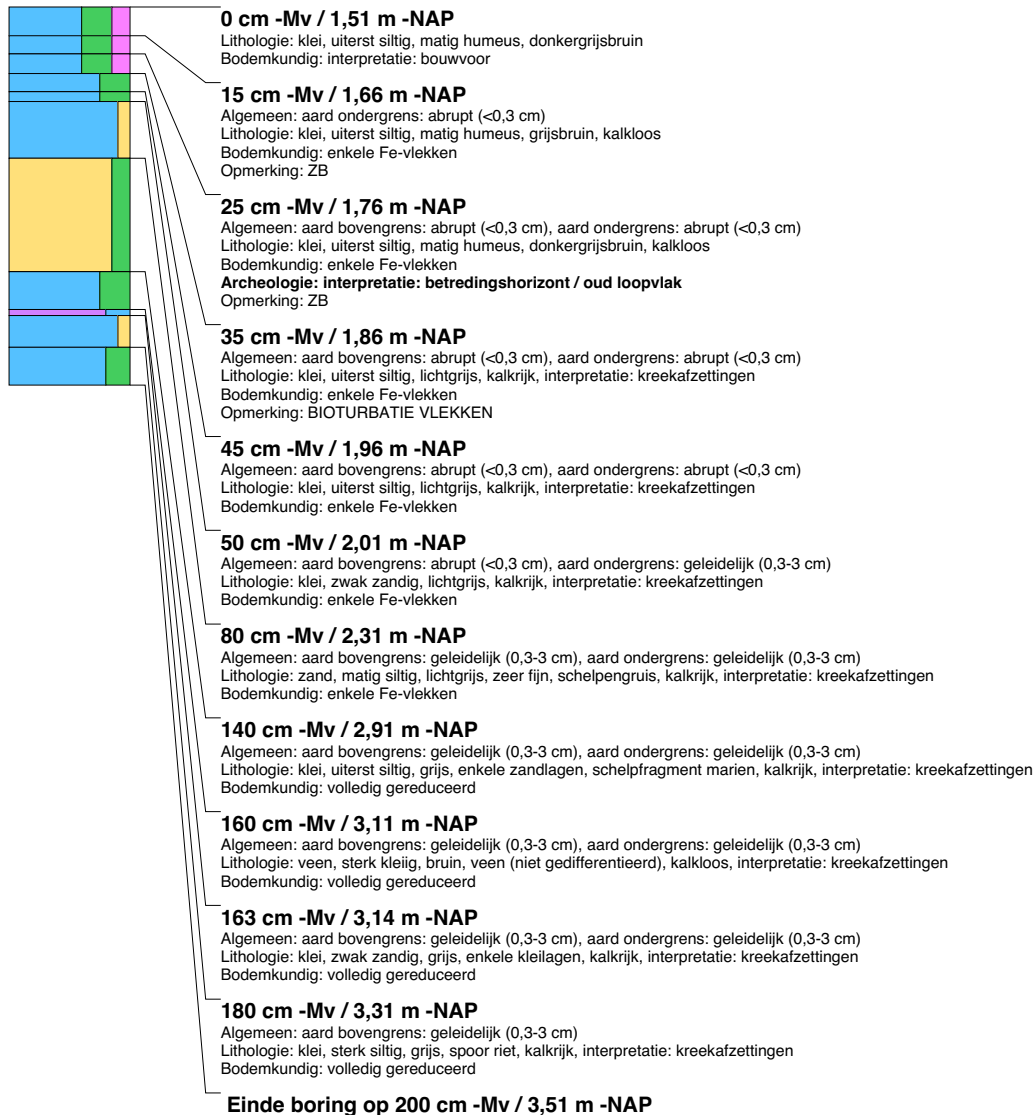 0 cm -Mv / 1,51 m -NAP
Lithologie: klei, uiterst siltig, matig humeus, donkergrijsbruin
Bodemkundig: interpretatie: bouwvoor
15 cm -Mv / 1,66 m -NAP
Algemeen: aard ondergrens: abrupt (<0,3 cm)
Lithologie: klei, uiterst siltig, matig humeus, grijsbruin, kalkloos
Bodemkundig: enkele Fe-vlekken
Opmerking: ZB
25 cm -Mv / 1,76 m -NAP
Algemeen: aard bovengrens: abrupt (<0,3 cm), aard ondergrens: abrupt (<0,3 cm)
Lithologie: klei, uiterst siltig, matig humeus, donkergrijsbruin, kalkloos
Bodemkundig: enkele Fe-vlekken
Archeologie: interpretatie: betredingshorizont / oud loopvlak
Opmerking: ZB
35 cm -Mv / 1,86 m -NAP
Algemeen: aard bovengrens: abrupt (<0,3 cm), aard ondergrens: abrupt (<0,3 cm)
Lithologie: klei, uiterst siltig, lichtgrijs, kalkrijk, interpretatie: kreekafzettingen
Bodemkundig: enkele Fe-vlekken
Opmerking: BIOTURBATIE VLEKKEN
45 cm -Mv / 1,96 m -NAP
Algemeen: aard bovengrens: abrupt (<0,3 cm), aard ondergrens: abrupt (<0,3 cm)
Lithologie: klei, uiterst siltig, lichtgrijs, kalkrijk, interpretatie: kreekafzettingen
Bodemkundig: enkele Fe-vlekken
50 cm -Mv / 2,01 m -NAP
Algemeen: aard bovengrens: abrupt (<0,3 cm), aard ondergrens: geleidelijk (0,3-3 cm)
Lithologie: klei, zwak zandig, lichtgrijs, kalkrijk, interpretatie: kreekafzettingen
Bodemkundig: enkele Fe-vlekken
80 cm -Mv / 2,31 m -NAP
Algemeen: aard bovengrens: geleidelijk (0,3-3 cm), aard ondergrens: geleidelijk (0,3-3 cm)
Lithologie: zand, matig siltig, lichtgrijs, zeer fijn, schelpengruis, kalkrijk, interpretatie: kreekafzettingen
Bodemkundig: enkele Fe-vlekken
140 cm -Mv / 2,91 m -NAP
Algemeen: aard bovengrens: geleidelijk (0,3-3 cm), aard ondergrens: geleidelijk (0,3-3 cm)
Lithologie: klei, uiterst siltig, grijs, enkele zandlagen, schelpfragment marien, kalkrijk, interpretatie: kreekafzettingen
Bodemkundig: volledig gereduceerd
160 cm -Mv / 3,11 m -NAP
Algemeen: aard bovengrens: geleidelijk (0,3-3 cm), aard ondergrens: geleidelijk (0,3-3 cm)
Lithologie: veen, sterk kleiig, bruin, veen (niet gedifferentieerd), kalkloos, interpretatie: kreekafzettingen
Bodemkundig: volledig gereduceerd
163 cm -Mv / 3,14 m -NAP
Algemeen: aard bovengrens: geleidelijk (0,3-3 cm), aard ondergrens: geleidelijk (0,3-3 cm)
Lithologie: klei, zwak zandig, grijs, enkele kleilagen, kalkrijk, interpretatie: kreekafzettingen
Bodemkundig: volledig gereduceerd
180 cm -Mv / 3,31 m -NAP
Algemeen: aard bovengrens: geleidelijk (0,3-3 cm)
Lithologie: klei, sterk siltig, grijs, spoor riet, kalkrijk, interpretatie: kreekafzettingen
Bodemkundig: volledig gereduceerd
Einde boring op 200 cm -Mv / 3,51 m -NAP